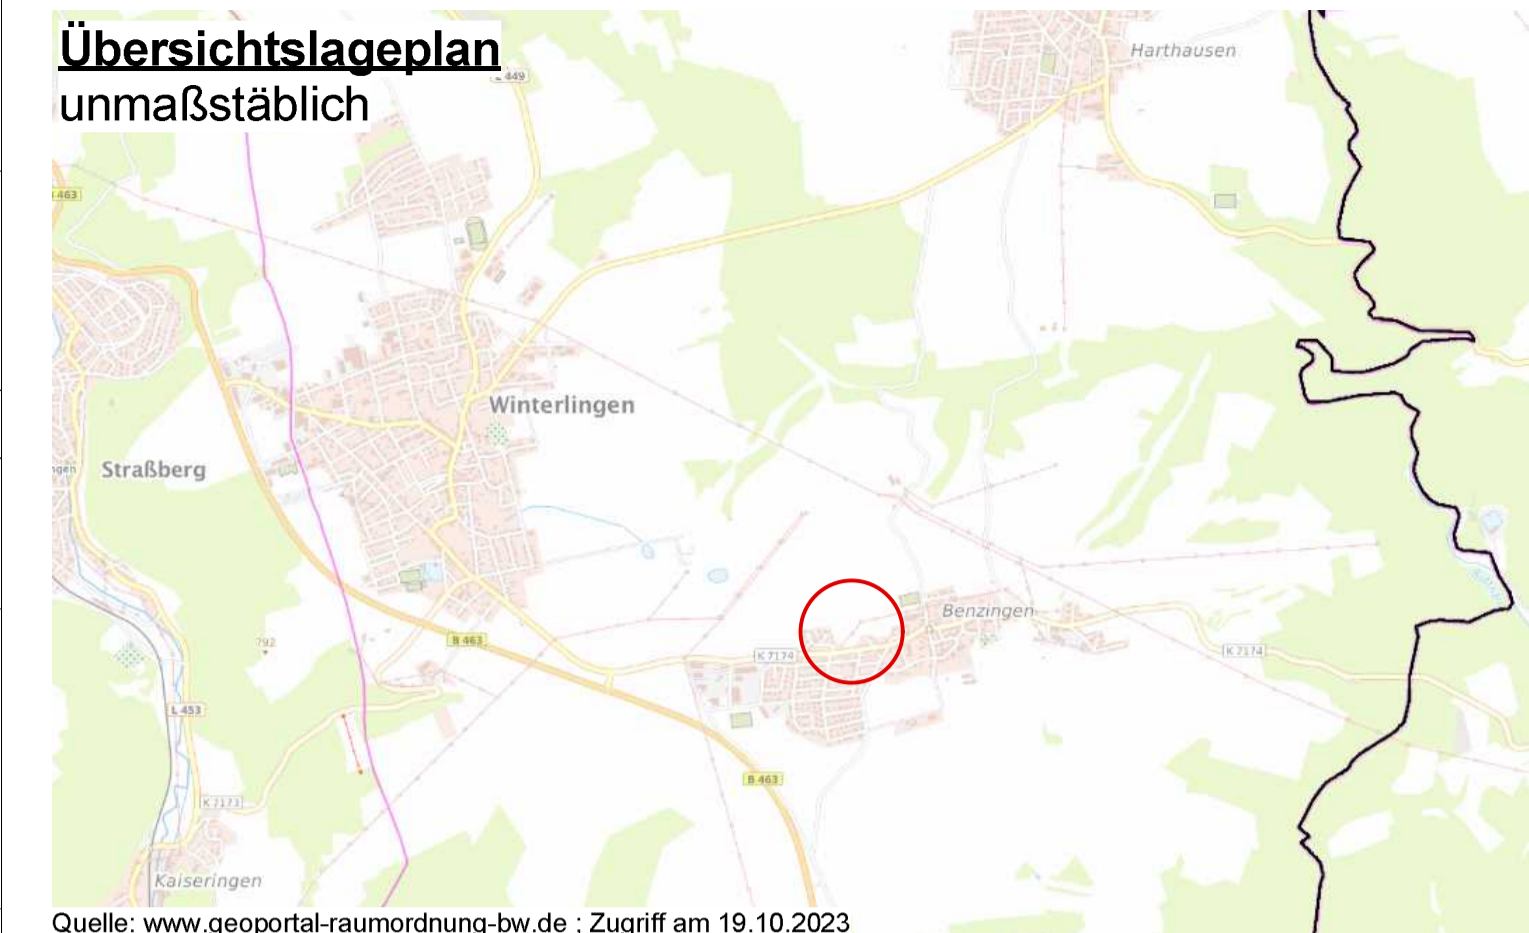 Übersichtslageplan
unmaßstäblich
L 449
Harthausen
463
Winterlingen
Straßberg
ngen
Benzingen
792
B 463
K 7174
K 7174
L 453
B 463
K 7173
Kaiseringen
Quelle: www.geoportal-raumordnung-bw.de ; Zugriff am 19.10.2023